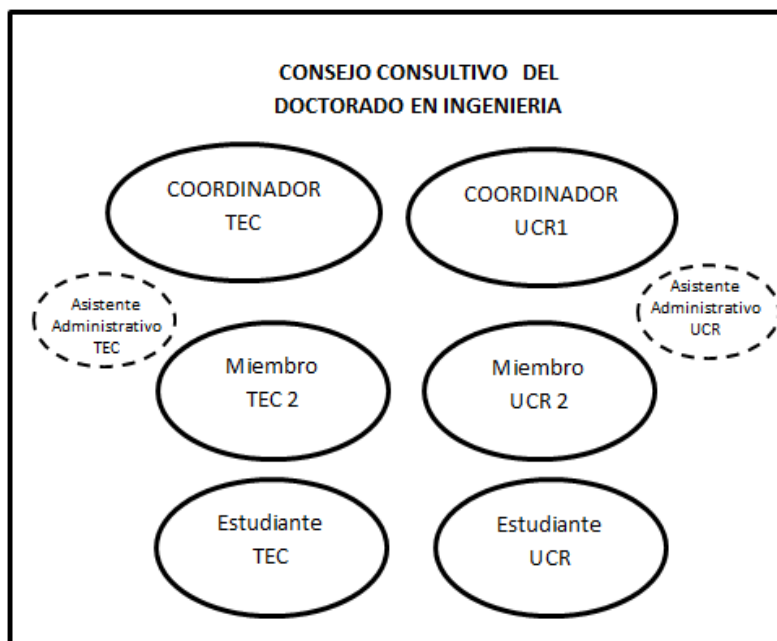 CONSEJO CONSULTIVO DEL
DOCTORADO EN INGENIERIA
COORDINADOR
TEC
COORDINADOR
UCR1
Asistente
Administrativo
TEC
Asistente
Administrativo
UCR
Miembro
TEC 2
Miembro
UCR 2
Estudiante
TEC
Estudiante
UCR